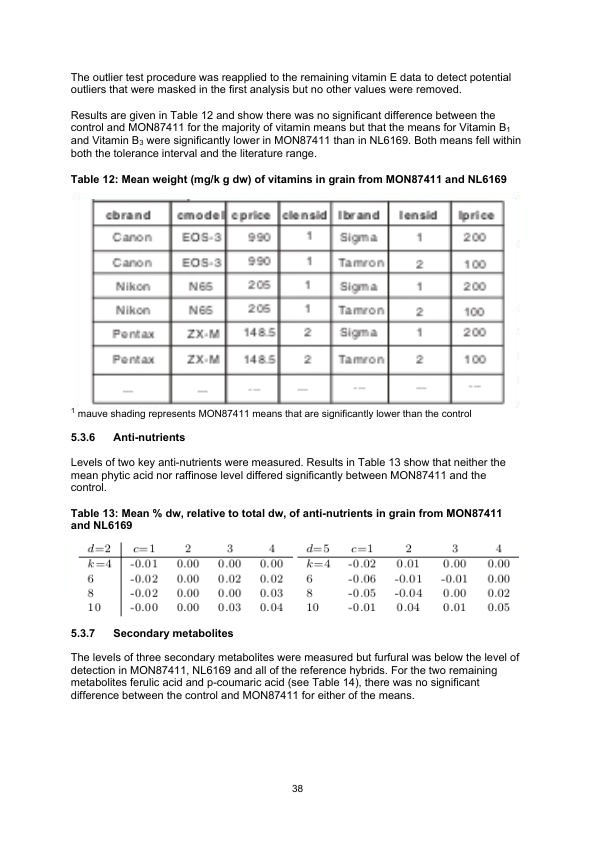 The outlier test procedure was reapplied to the remaining vitamin E data to detect potential
outliers that were masked in the first analysis but no other values were removed.
Results are given in Table 12 and show there was no significant difference between the
control and MON87411 for the majority of vitamin means but that the means for Vitamin B₁
and Vitamin B₃ were significantly lower in MON87411 than in NL6169. Both means fell within
both the tolerance interval and the literature range.
Table 12: Mean weight (mg/k g dw) of vitamins in grain from MON87411 and NL6169
cbrand cmodel cprice clensid lbrand lensid lprice
Canon EOS-3 990 1 Sigma 1 200
Canon EOS-3 990 1 Tamron 2 100
Nikon N65 205 1 Sigma 1 200
Nikon N65 205 1 Tamron 2 100
Pentax ZX-M 148.5 2 Sigma 1 200
Pentax ZX-M 148.5 2 Tamron 2 100
--- --- --- --- --- --- ---
¹ mauve shading represents MON87411 means that are significantly lower than the control
5.3.6 Anti-nutrients
Levels of two key anti-nutrients were measured. Results in Table 13 show that neither the
mean phytic acid nor raffinose level differed significantly between MON87411 and the
control.
Table 13: Mean % dw, relative to total dw, of anti-nutrients in grain from MON87411
and NL6169
d=2 c=1 2 3 4 d=5 c=1 2 3 4
k=4 -0.01 0.00 0.00 0.00 k=4 -0.02 0.01 0.00 0.00
6 -0.02 0.00 0.02 0.02 6 -0.06 -0.01 -0.01 0.00
8 -0.02 0.00 0.00 0.03 8 -0.05 -0.04 0.00 0.02
10 -0.00 0.00 0.03 0.04 10 -0.01 0.04 0.01 0.05
5.3.7 Secondary metabolites
The levels of three secondary metabolites were measured but furfural was below the level of
detection in MON87411, NL6169 and all of the reference hybrids. For the two remaining
metabolites ferulic acid and p-coumaric acid (see Table 14), there was no significant
difference between the control and MON87411 for either of the means.
38